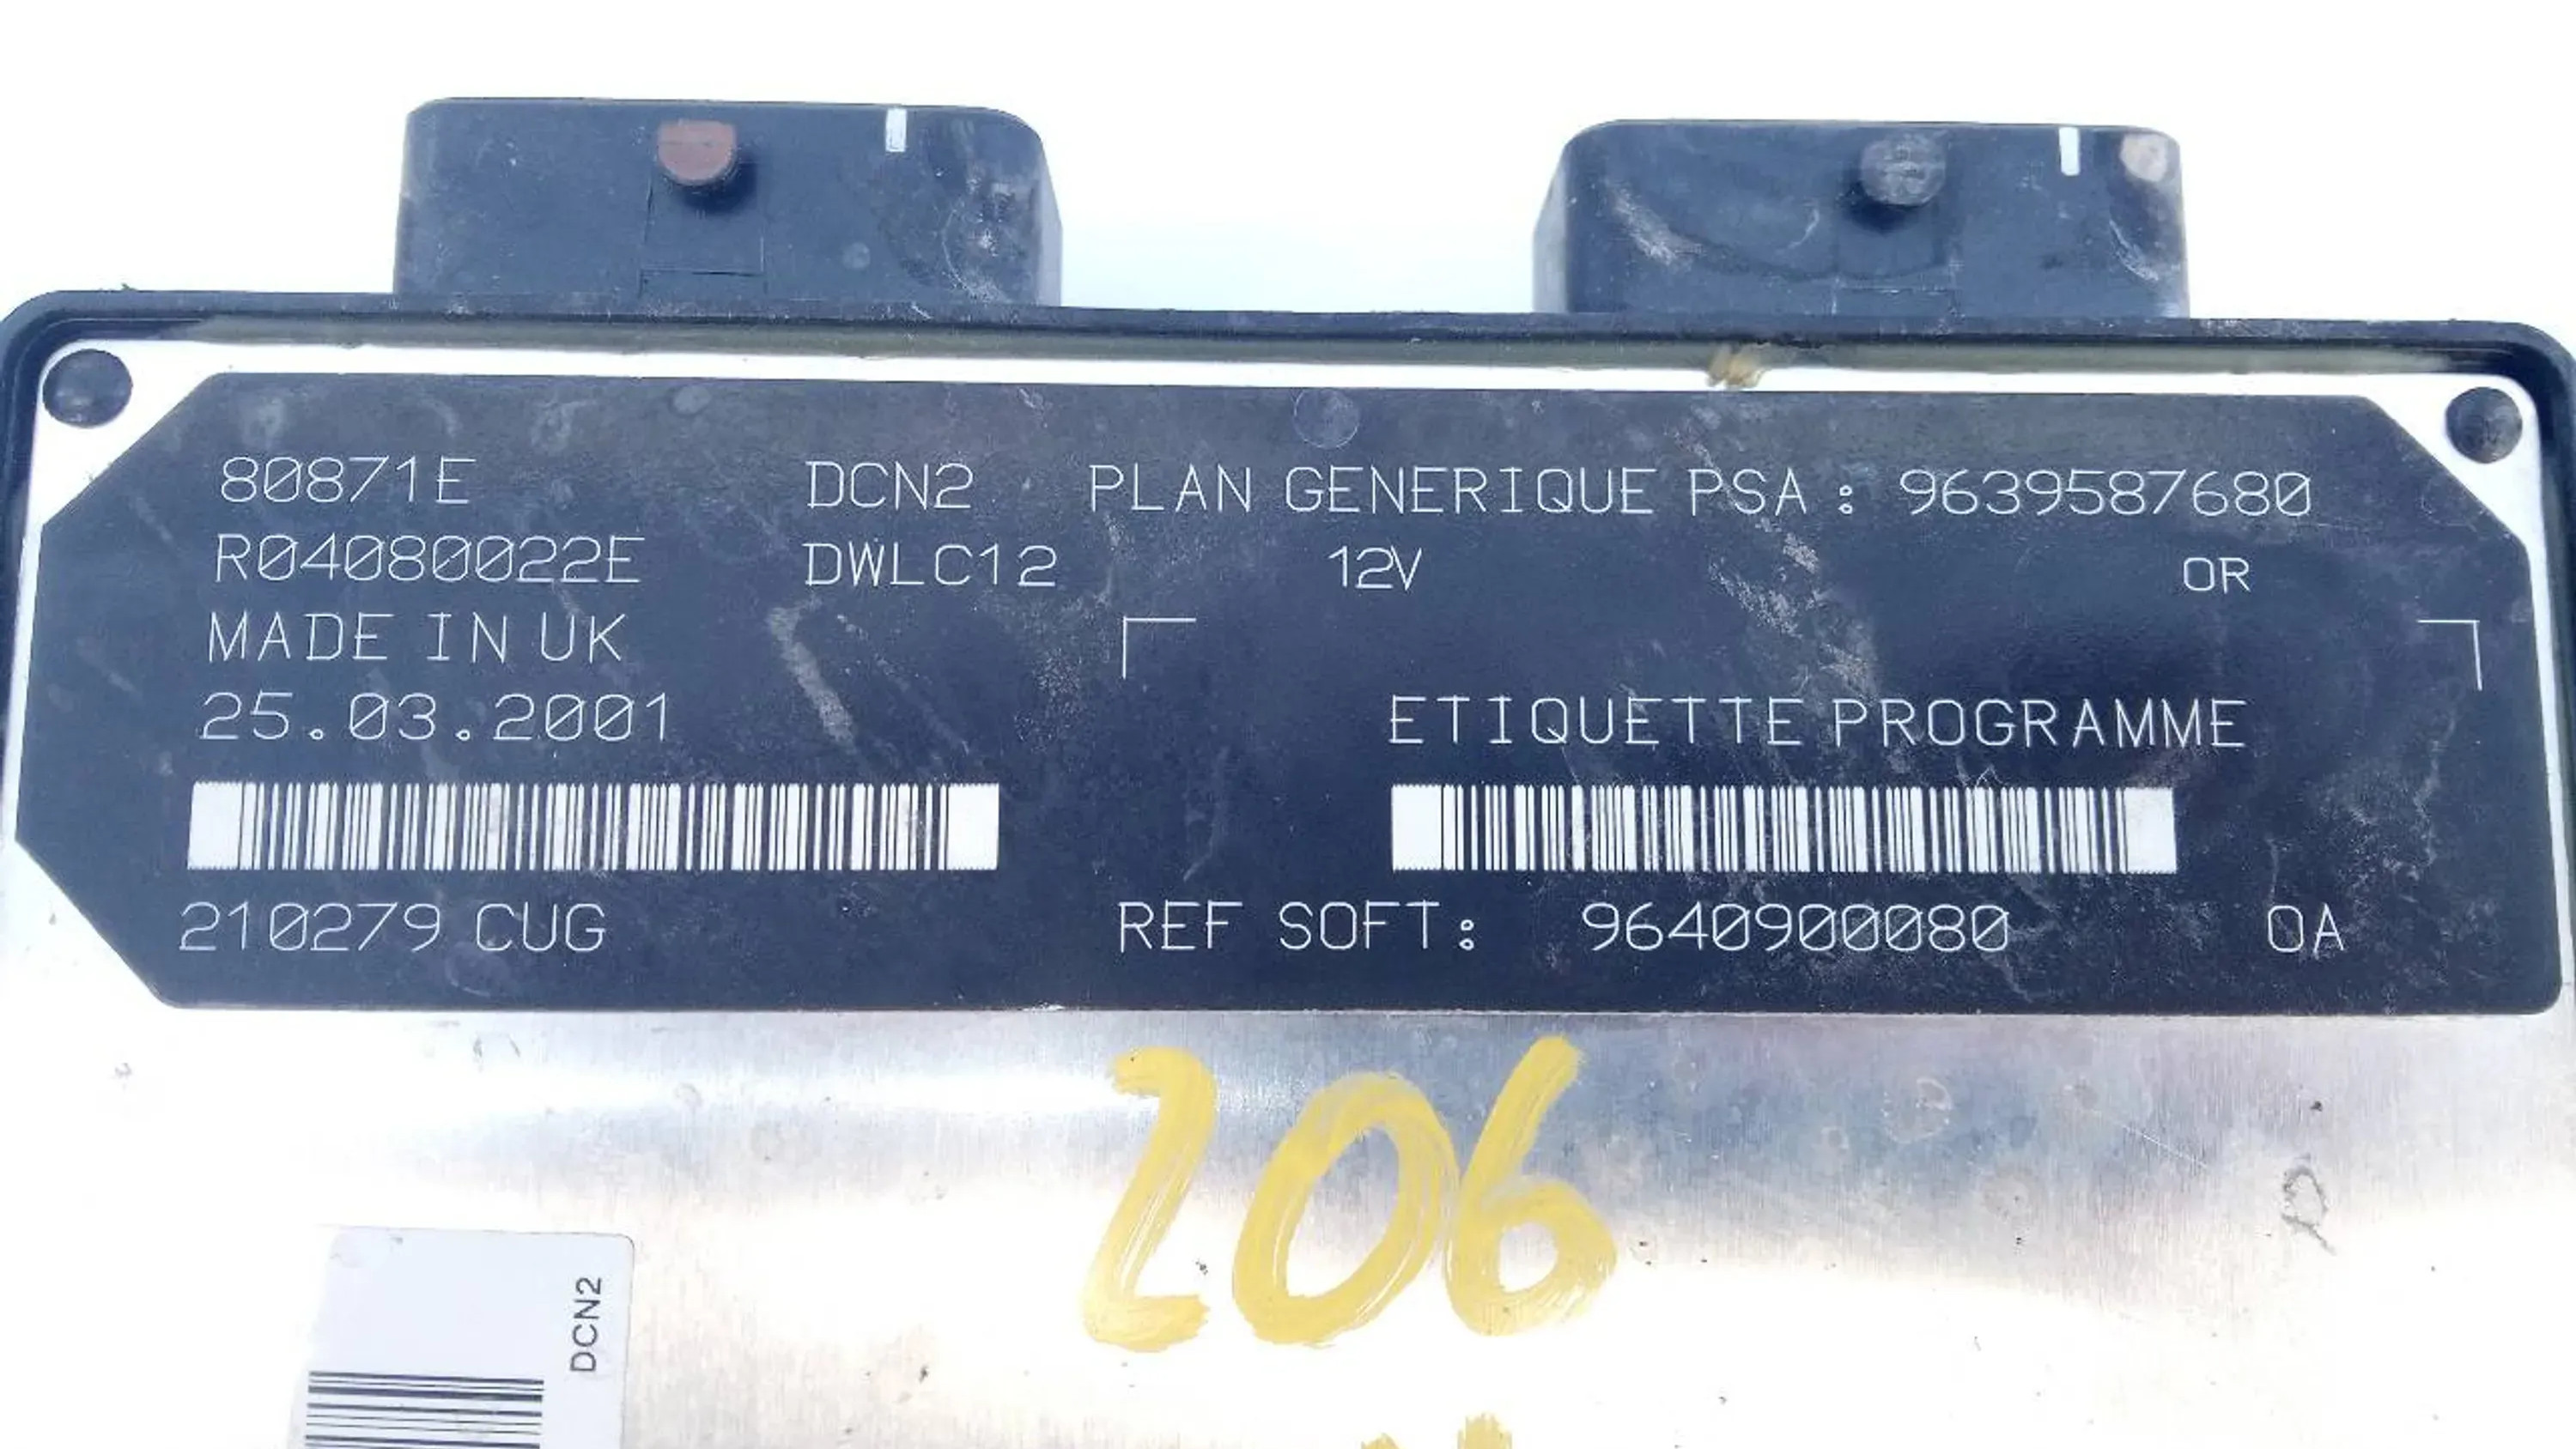 80871E DCN2 PLAN GENERIQUE PSA : 9639587680
R04080022E DWLC12 12V OR
MADE IN UK
25.03.2001
ETIQUETTE PROGRAMME
210279 CUG REF SOFT: 9640900080 OA
206
DCN2